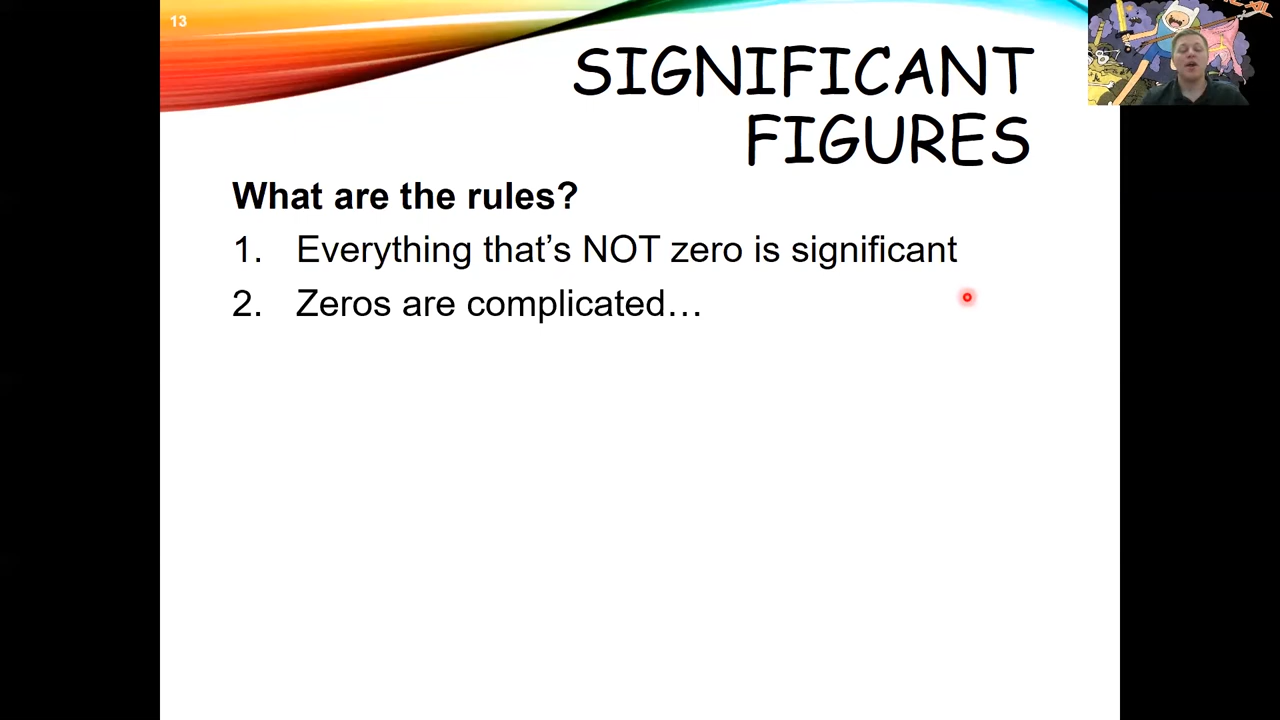 13
SIGNIFICANT
FIGURES
What are the rules?
1. Everything that’s NOT zero is significant
2. Zeros are complicated…